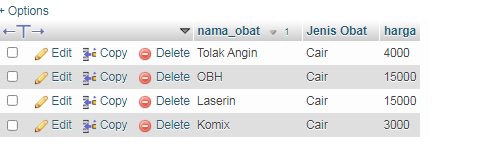 + Options
←T→ nama_obat 1 Jenis Obat harga
Edit Copy Delete Tolak Angin Cair 4000
Edit Copy Delete OBH Cair 15000
Edit Copy Delete Laserin Cair 15000
Edit Copy Delete Komix Cair 3000